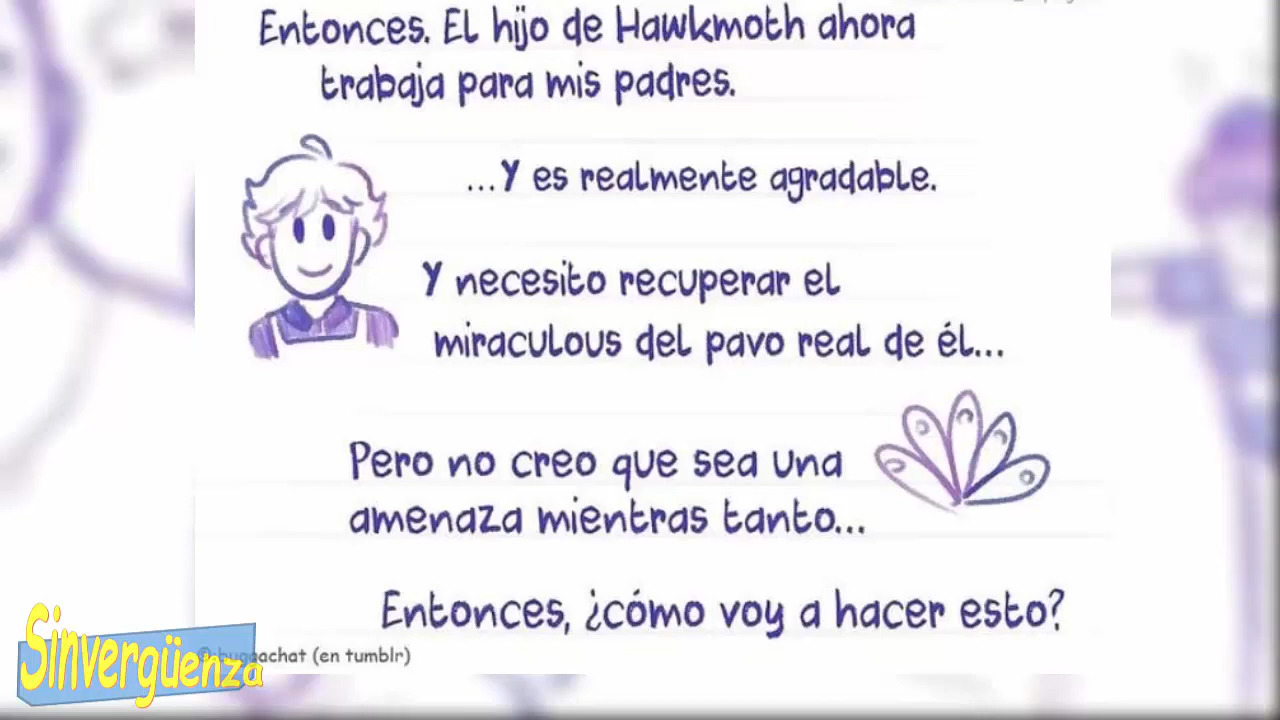 Entonces. El hijo de Hawkmoth ahora
trabaja para mis padres.
...Y es realmente agradable.
Y necesito recuperar el
miraculous del pavo real de él...
Pero no creo que sea una
amenaza mientras tanto...
Entonces, ¿cómo voy a hacer esto?
(en tumblr)
Sinvergüenza